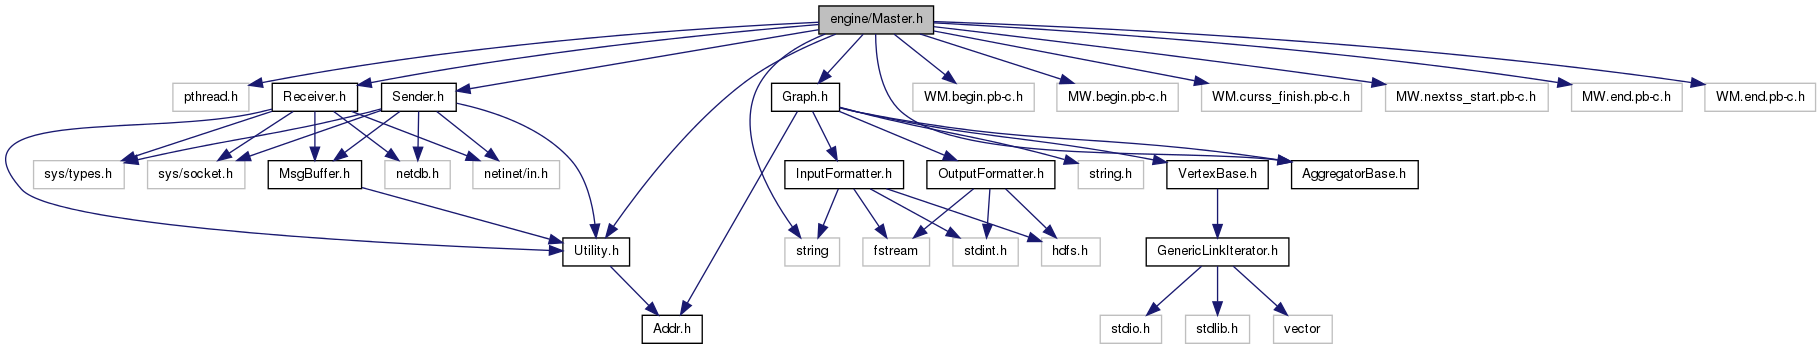 engine/Master.h
pthread.h
Receiver.h
Sender.h
Graph.h
WM.begin.pb-c.h
MW.begin.pb-c.h
WM.curss_finish.pb-c.h
MW.nextss_start.pb-c.h
MW.end.pb-c.h
WM.end.pb-c.h
sys/types.h
sys/socket.h
MsgBuffer.h
netdb.h
netinet/in.h
InputFormatter.h
OutputFormatter.h
string.h
VertexBase.h
AggregatorBase.h
Utility.h
string
fstream
stdint.h
hdfs.h
GenericLinkIterator.h
Addr.h
stdio.h
stdlib.h
vector